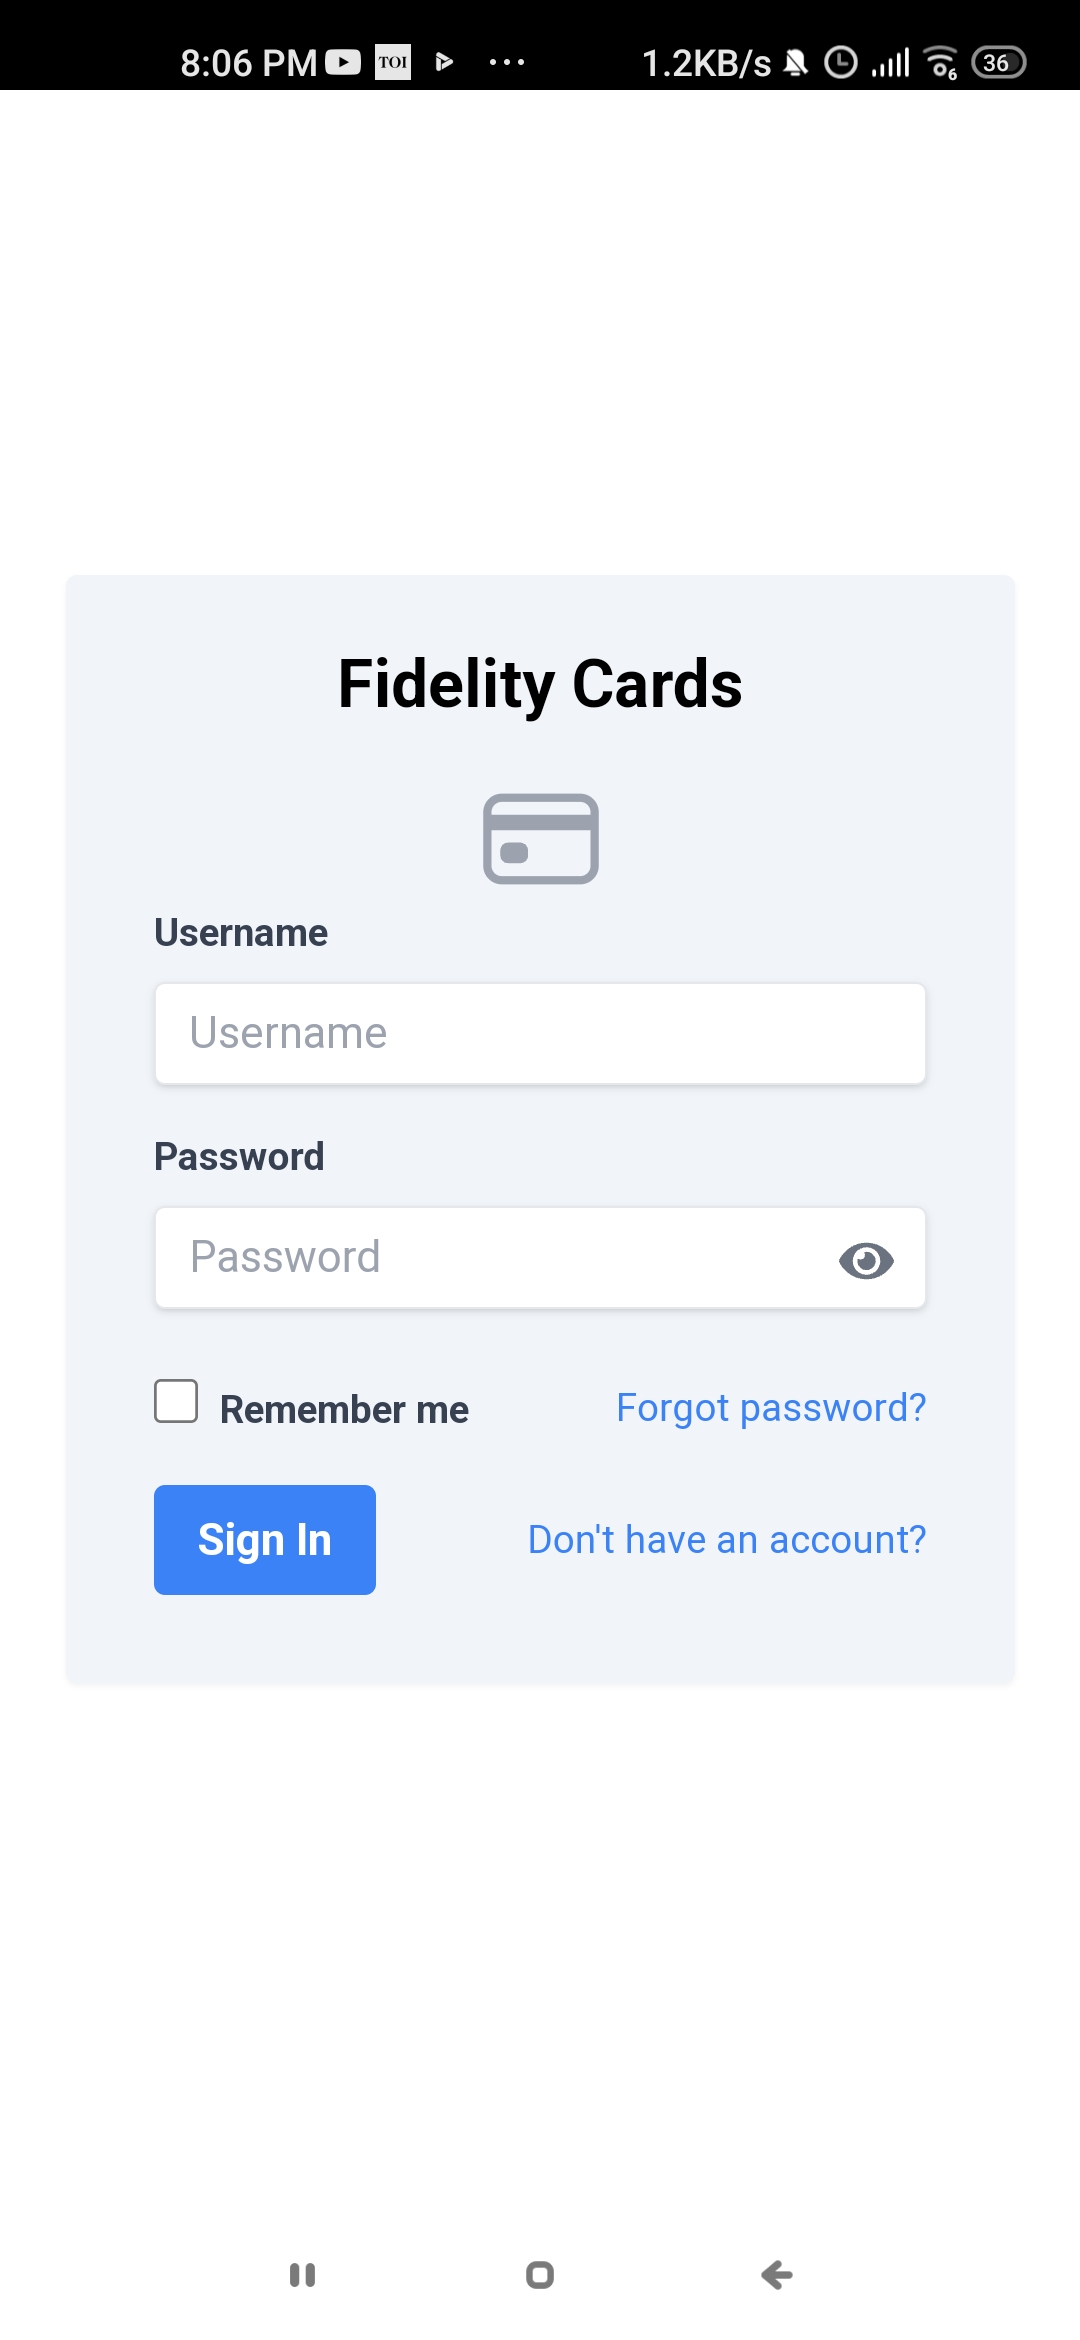 8:06 PM TOI ... 1.2KB/s 6 36
Fidelity Cards
Username
Username
Password
Password
Remember me Forgot password?
Sign In Don't have an account?